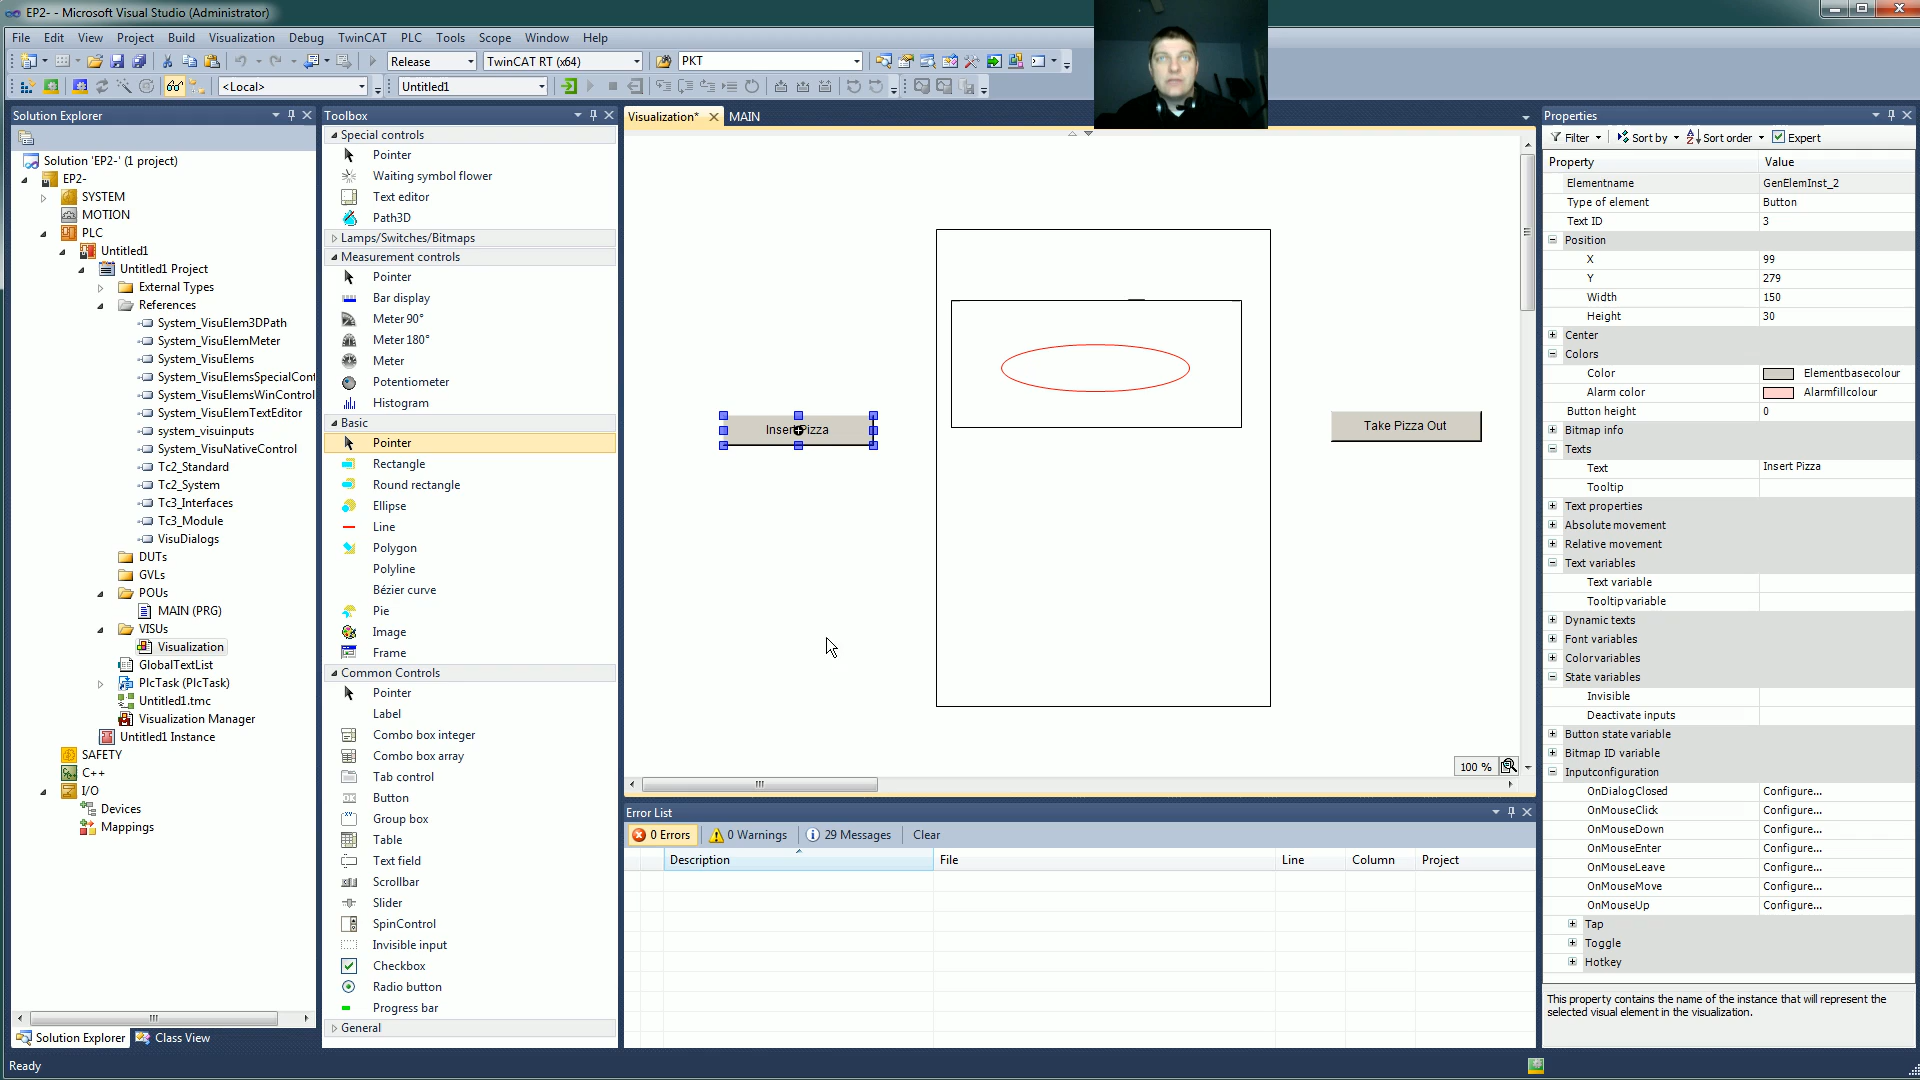 EP2- - Microsoft Visual Studio (Administrator)
File Edit View Project Build Visualization Debug TwinCAT PLC Tools Scope Window Help
Release TwinCAT RT (x64) PKT
<Local> Untitled1
Solution Explorer
Solution 'EP2-' (1 project)
EP2-
SYSTEM
MOTION
PLC
Untitled1
Untitled1 Project
External Types
References
System_VisuElem3DPath
System_VisuElemMeter
System_VisuElems
System_VisuElemsSpecialCont
System_VisuElemsWinControl
System_VisuElemTextEditor
system_visuinputs
System_VisuNativeControl
Tc2_Standard
Tc2_System
Tc3_Interfaces
Tc3_Module
VisuDialogs
DUTs
GVLs
POUs
MAIN (PRG)
VISUs
Visualization
GlobalTextList
PlcTask (PlcTask)
Untitled1.tmc
Visualization Manager
Untitled1 Instance
SAFETY
C++
I/O
Devices
Mappings
Solution Explorer Class View
Ready
Toolbox
Special controls
Pointer
Waiting symbol flower
Text editor
Path3D
Lamps/Switches/Bitmaps
Measurement controls
Pointer
Bar display
Meter 90°
Meter 180°
Meter
Potentiometer
Histogram
Basic
Pointer
Rectangle
Round rectangle
Ellipse
Line
Polygon
Polyline
Bézier curve
Pie
Image
Frame
Common Controls
Pointer
Label
Combo box integer
Combo box array
Tab control
Button
Group box
Table
Text field
Scrollbar
Slider
SpinControl
Invisible input
Checkbox
Radio button
Progress bar
General
Visualization* MAIN
Insert Pizza
Take Pizza Out
100 %
Error List
0 Errors 0 Warnings 29 Messages Clear
Description File Line Column Project
Properties
Filter Sort by Sort order Expert
Property Value
Elementname GenElemInst_2
Type of element Button
Text ID 3
Position
X 99
Y 279
Width 150
Height 30
Center
Colors
Color Elementbasecolour
Alarm color Alarmfillcolour
Button height 0
Bitmap info
Texts
Text Insert Pizza
Tooltip
Text properties
Absolute movement
Relative movement
Text variables
Text variable
Tooltip variable
Dynamic texts
Font variables
Color variables
State variables
Invisible
Deactivate inputs
Button state variable
Bitmap ID variable
Inputconfiguration
OnDialogClosed Configure...
OnMouseClick Configure...
OnMouseDown Configure...
OnMouseEnter Configure...
OnMouseLeave Configure...
OnMouseMove Configure...
OnMouseUp Configure...
Tap
Toggle
Hotkey
This property contains the name of the instance that will represent the
selected visual element in the visualization.